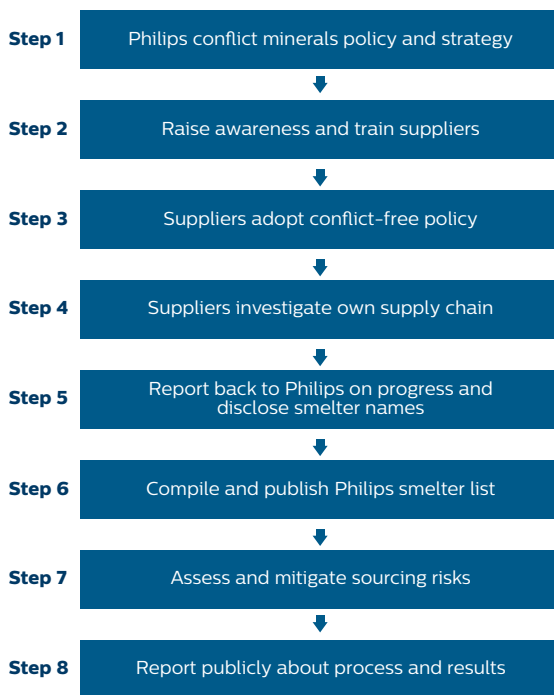 Step 1 Philips conflict minerals policy and strategy
Step 2 Raise awareness and train suppliers
Step 3 Suppliers adopt conflict-free policy
Step 4 Suppliers investigate own supply chain
Step 5 Report back to Philips on progress and
disclose smelter names
Step 6 Compile and publish Philips smelter list
Step 7 Assess and mitigate sourcing risks
Step 8 Report publicly about process and results